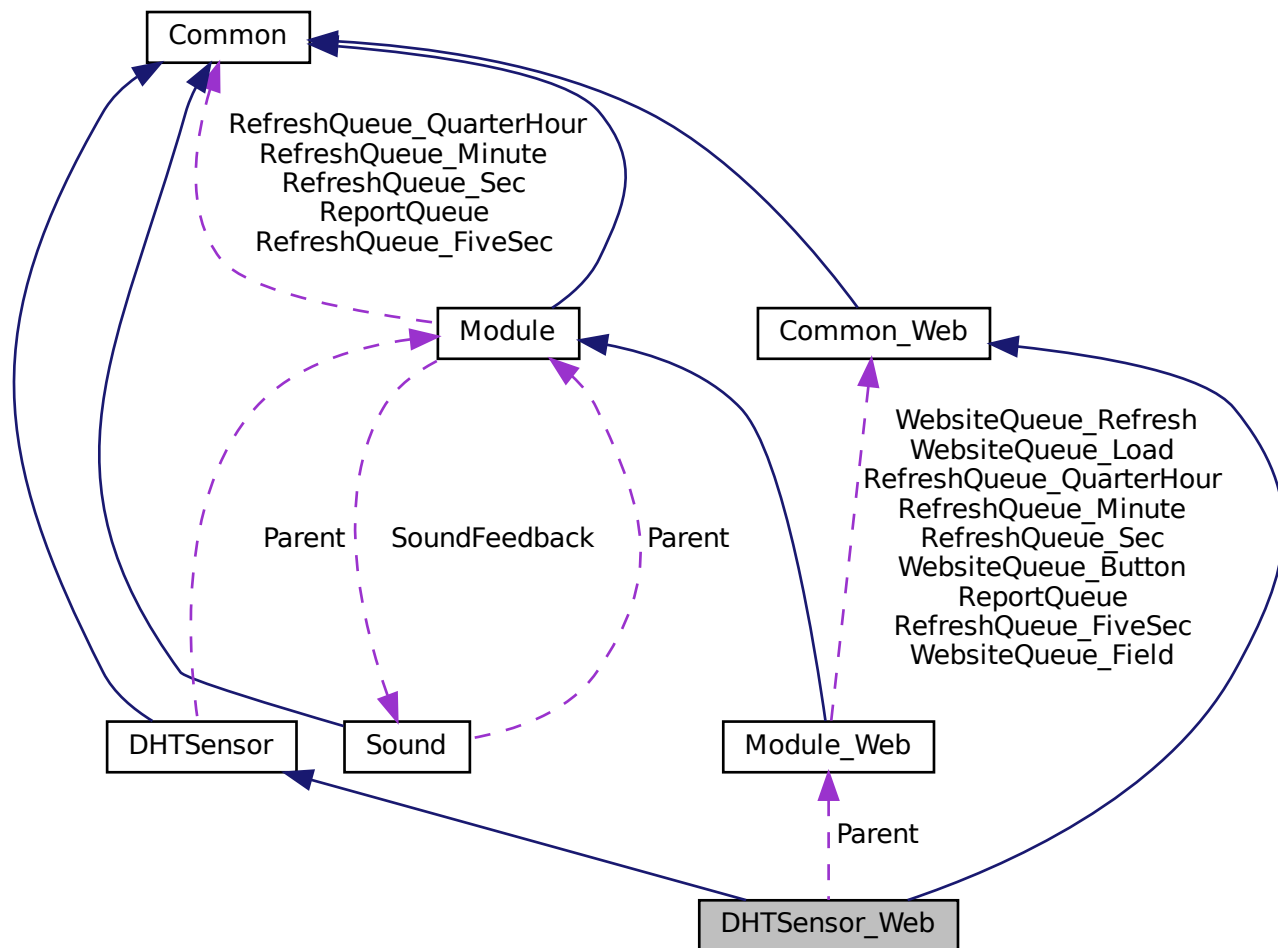 Common
RefreshQueue_QuarterHour
RefreshQueue_Minute
RefreshQueue_Sec
ReportQueue
RefreshQueue_FiveSec
Module
Common_Web
WebsiteQueue_Refresh
WebsiteQueue_Load
RefreshQueue_QuarterHour
RefreshQueue_Minute
RefreshQueue_Sec
WebsiteQueue_Button
ReportQueue
RefreshQueue_FiveSec
WebsiteQueue_Field
Parent
SoundFeedback
Parent
DHTSensor
Sound
Module_Web
Parent
DHTSensor_Web